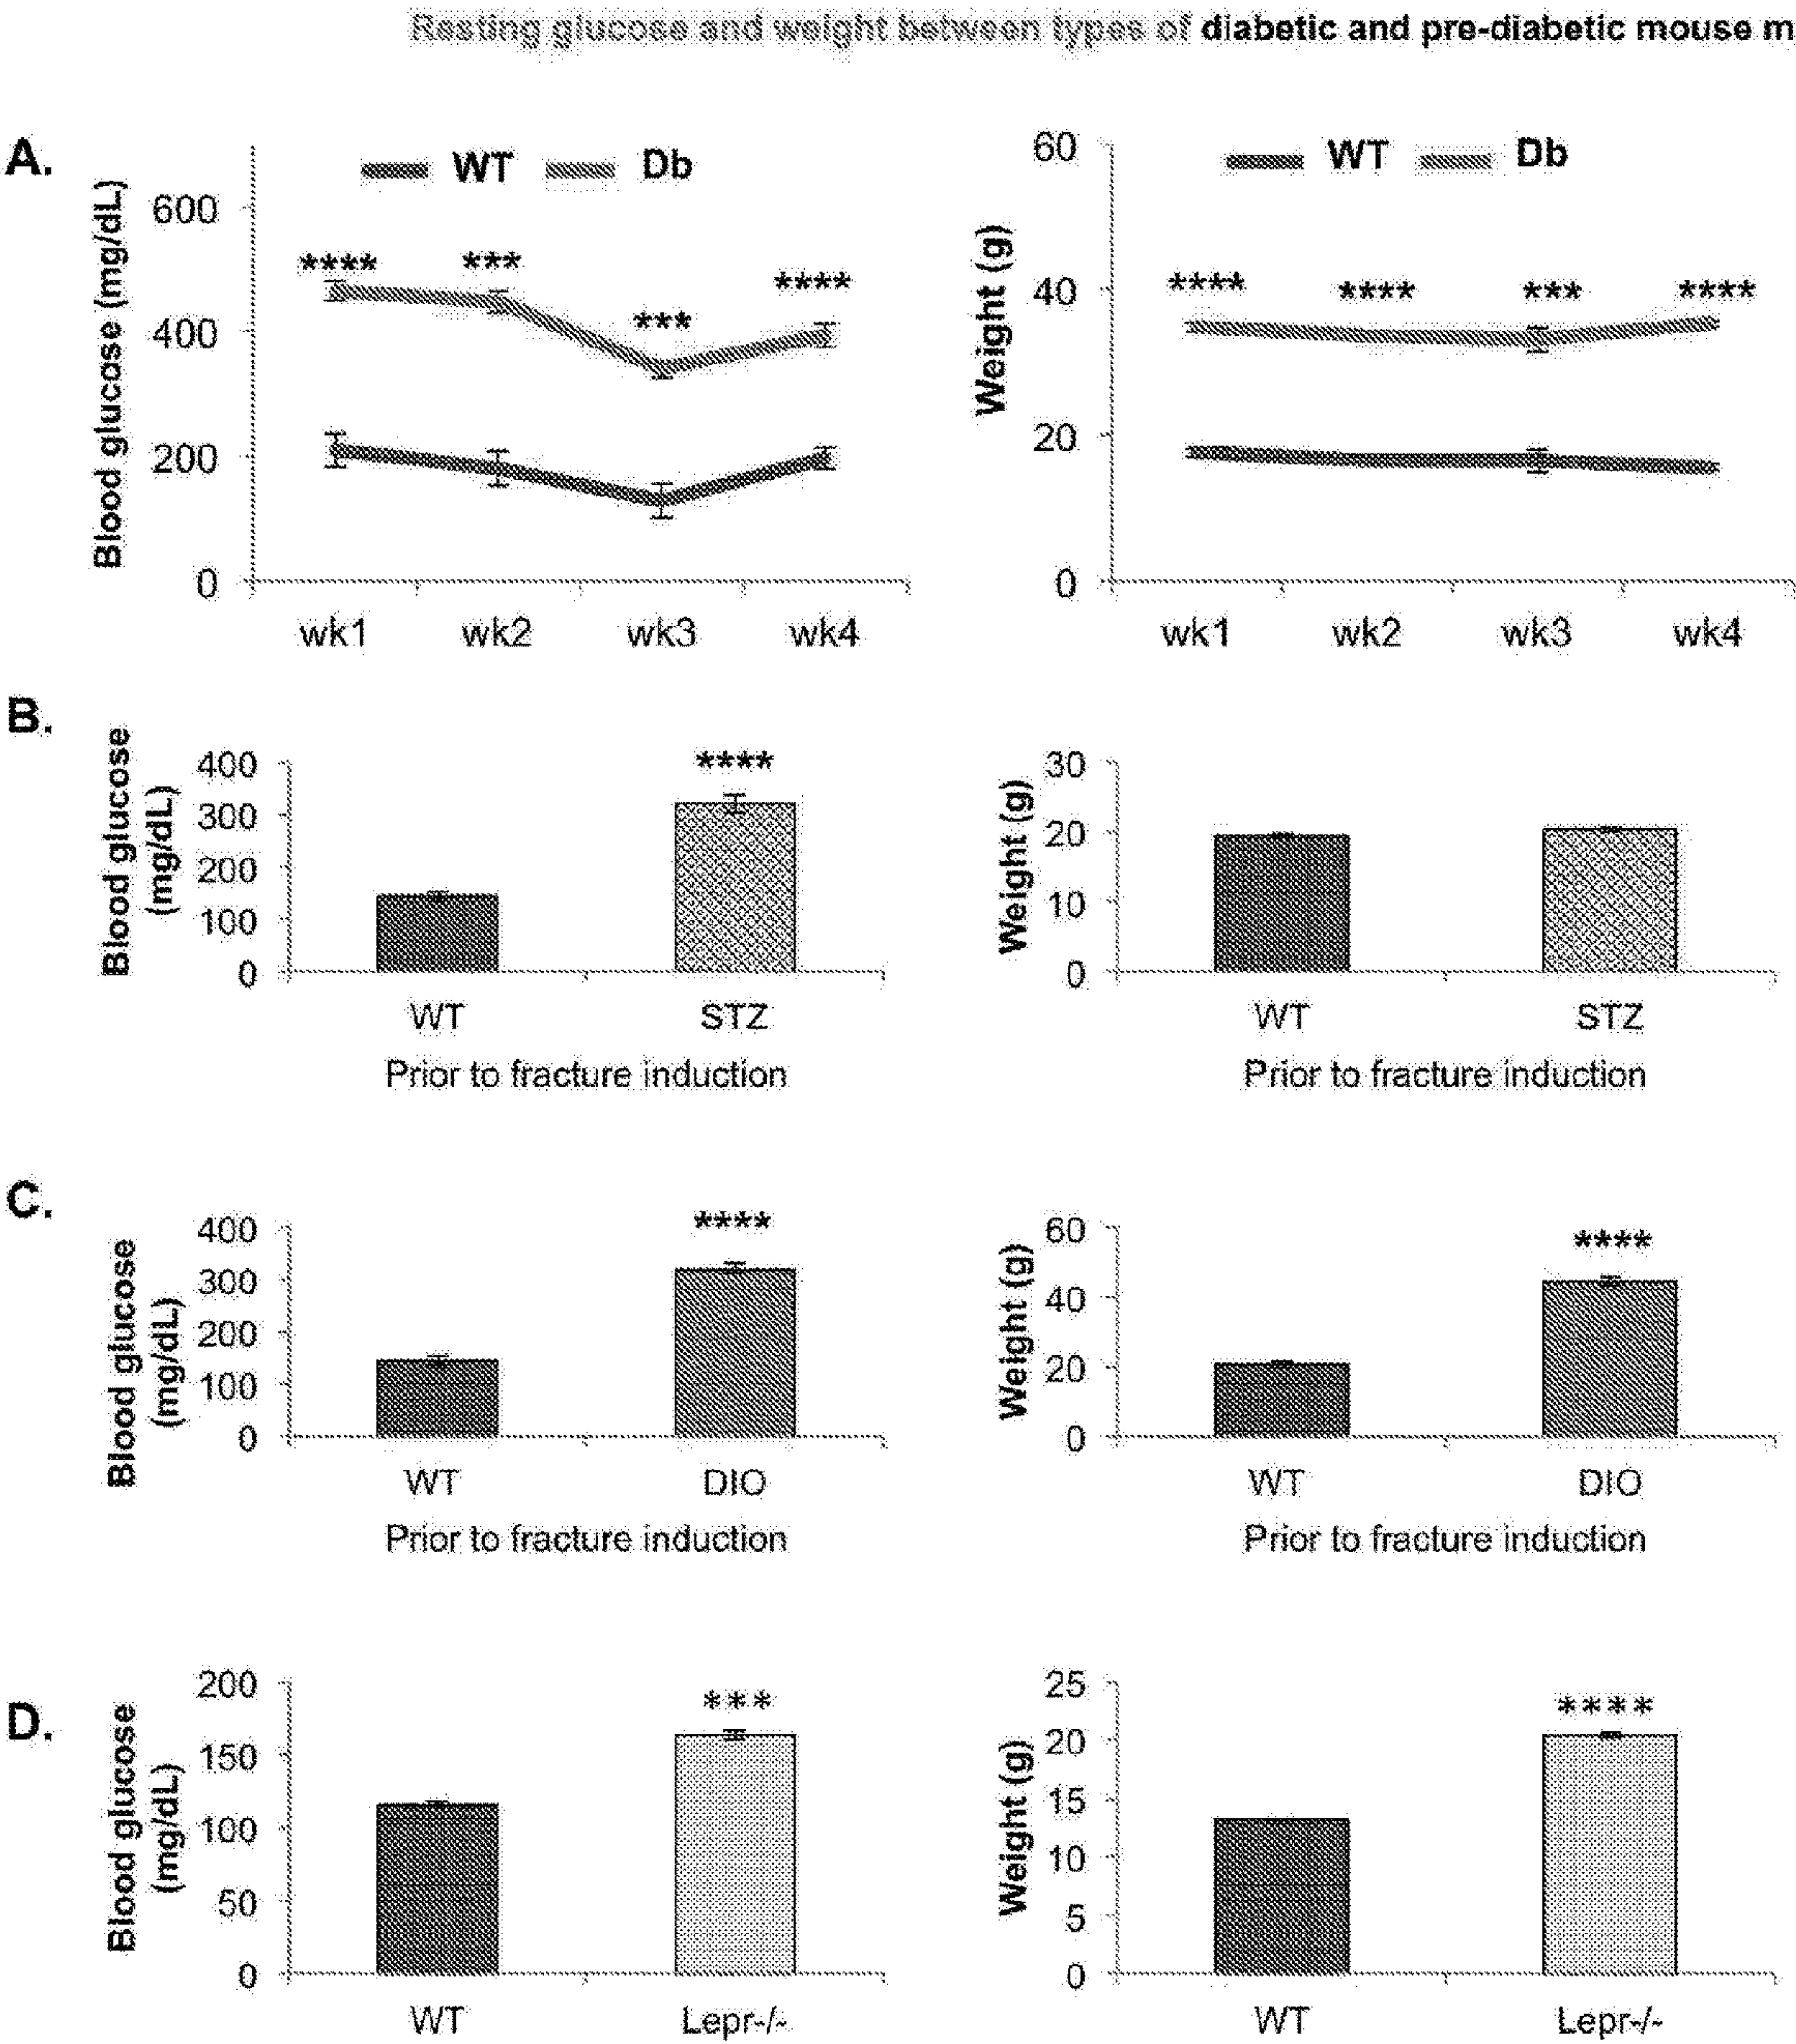 Resting glucose and weight between types of diabetic and pre-diabetic mouse m
A.
Blood glucose (mg/dL)
600
400
200
0
WT Db
**** *** *** ****
wk1 wk2 wk3 wk4
Weight (g)
60
40
20
0
WT Db
**** **** *** ****
wk1 wk2 wk3 wk4
B.
Blood glucose
(mg/dL)
400
300
200
100
0
****
WT STZ
Prior to fracture induction
Weight (g)
30
20
10
0
WT STZ
Prior to fracture induction
C.
Blood glucose
(mg/dL)
400
300
200
100
0
****
WT DIO
Prior to fracture induction
Weight (g)
60
40
20
0
****
WT DIO
Prior to fracture induction
D.
Blood glucose
(mg/dL)
200
150
100
50
0
***
WT Lepr-/-
Weight (g)
25
20
15
10
5
0
****
WT Lepr-/-